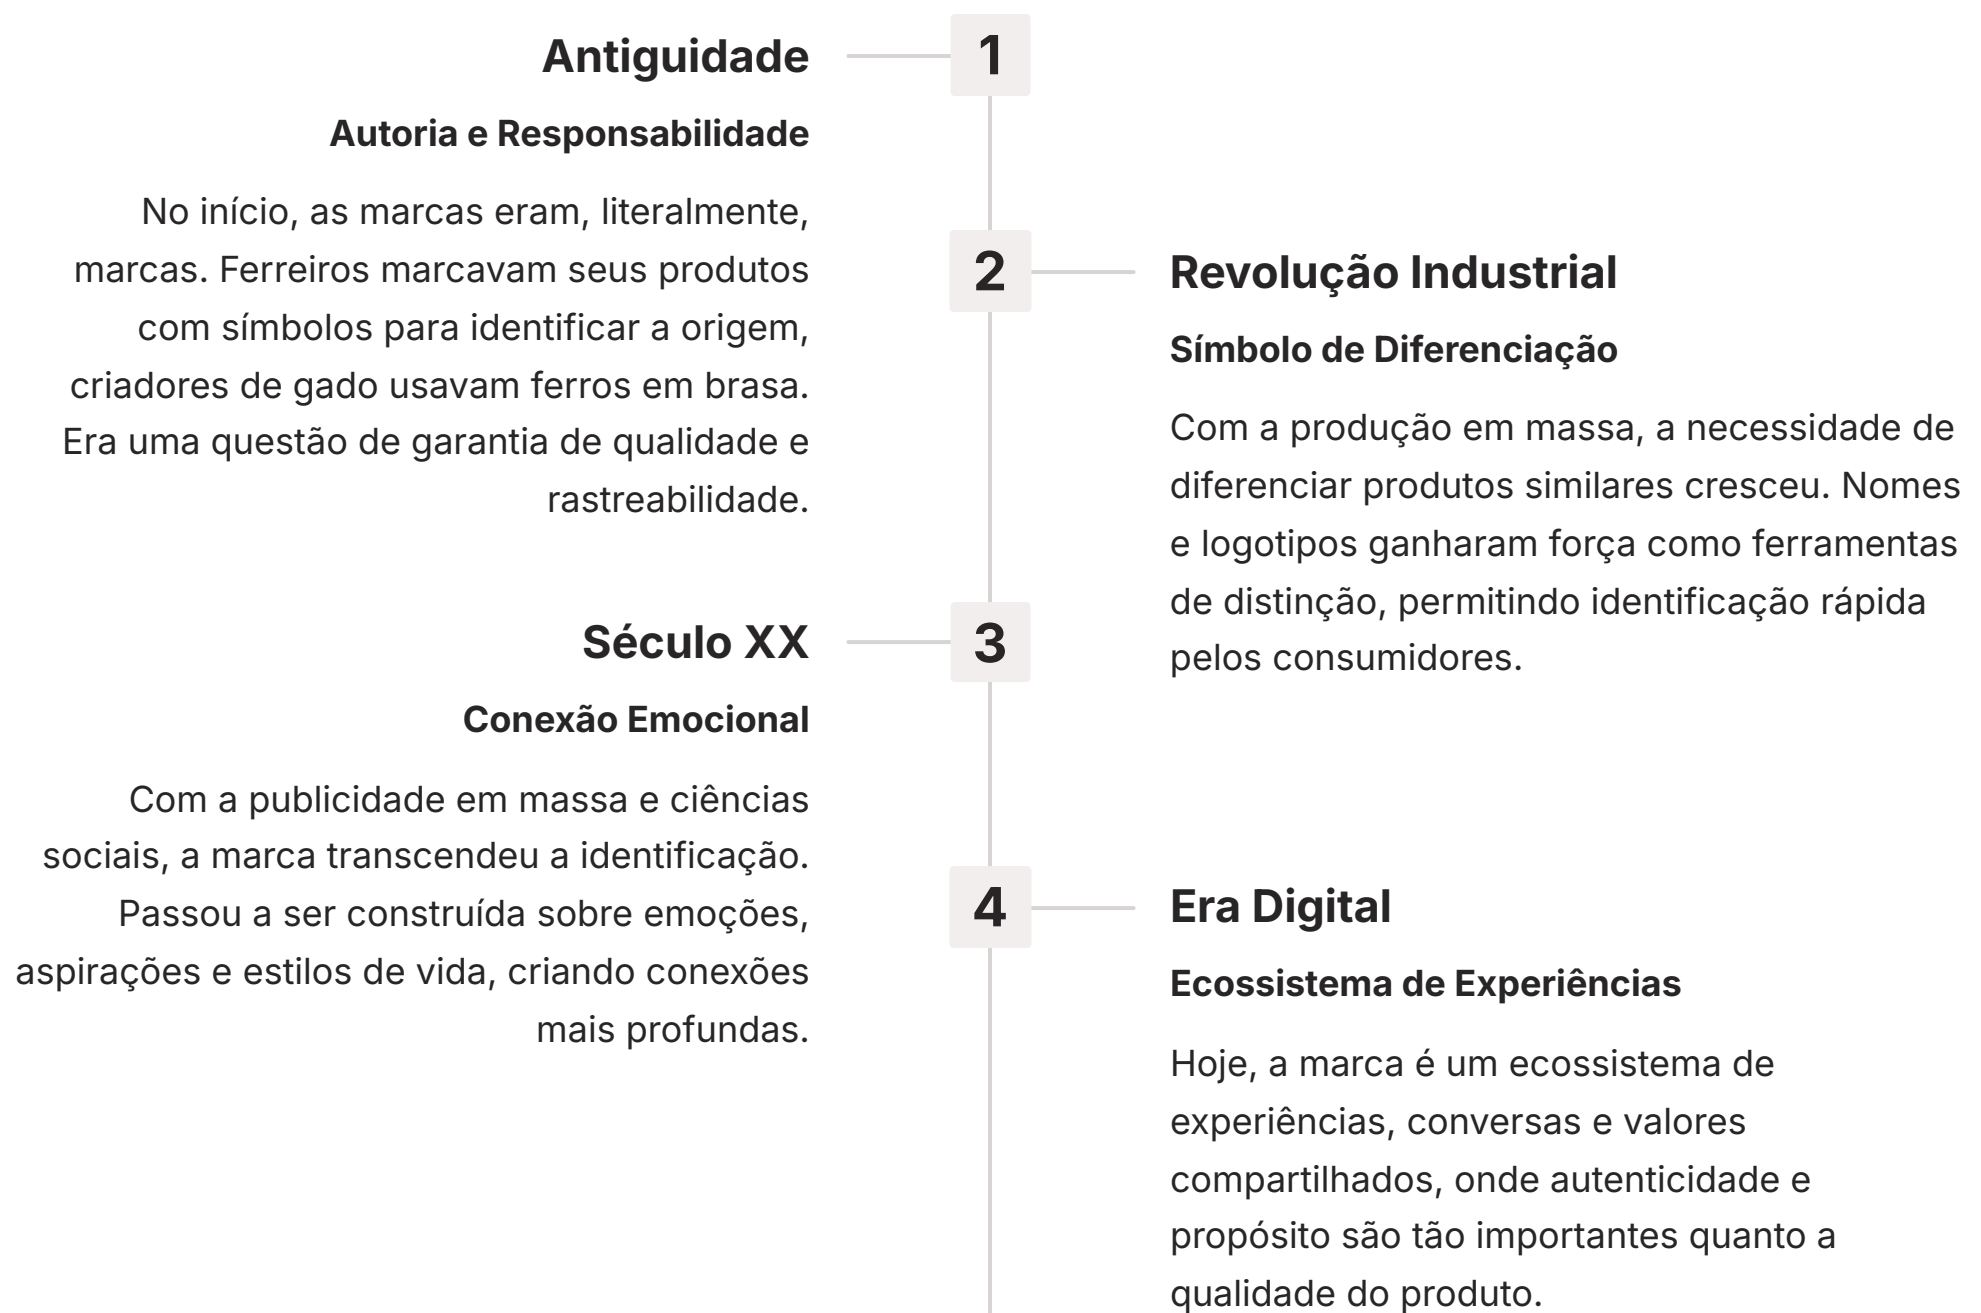 1
Antiguidade
Autoria e Responsabilidade
No início, as marcas eram, literalmente,
marcas. Ferreiros marcavam seus produtos
com símbolos para identificar a origem,
criadores de gado usavam ferros em brasa.
Era uma questão de garantia de qualidade e
rastreabilidade.
2
Revolução Industrial
Símbolo de Diferenciação
Com a produção em massa, a necessidade de
diferenciar produtos similares cresceu. Nomes
e logotipos ganharam força como ferramentas
de distinção, permitindo identificação rápida
pelos consumidores.
3
Século XX
Conexão Emocional
Com a publicidade em massa e ciências
sociais, a marca transcendeu a identificação.
Passou a ser construída sobre emoções,
aspirações e estilos de vida, criando conexões
mais profundas.
4
Era Digital
Ecossistema de Experiências
Hoje, a marca é um ecossistema de
experiências, conversas e valores
compartilhados, onde autenticidade e
propósito são tão importantes quanto a
qualidade do produto.